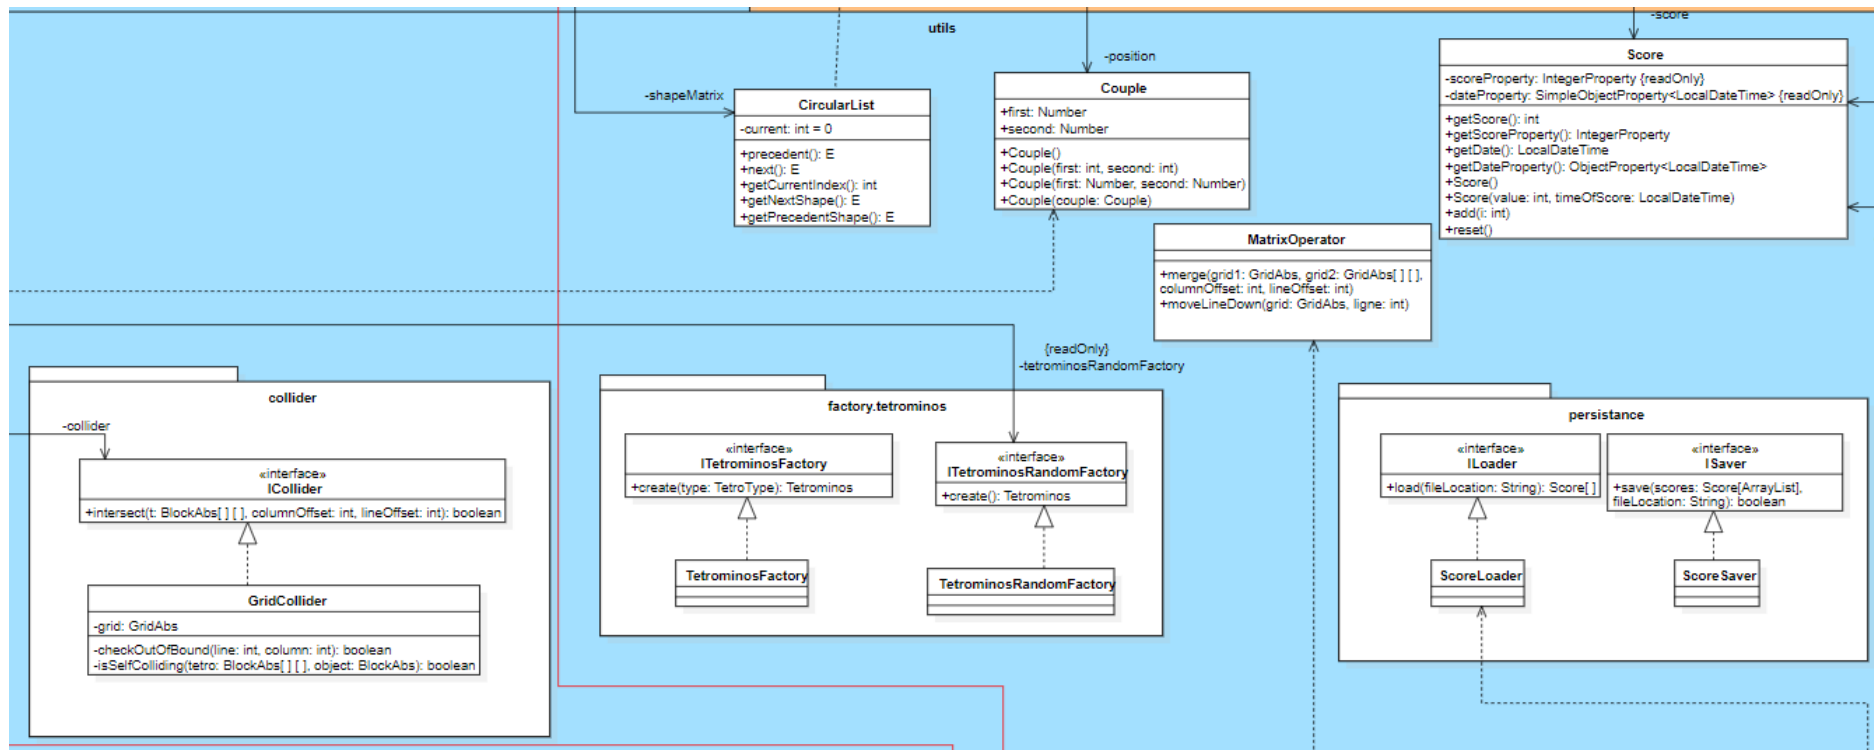 -score
utils
-position
-shapeMatrix
CircularList
-current: int = 0
+precedent(): E
+next(): E
+getCurrentIndex(): int
+getNextShape(): E
+getPrecedentShape(): E
Couple
+first: Number
+second: Number
+Couple()
+Couple(first: int, second: int)
+Couple(first: Number, second: Number)
+Couple(couple: Couple)
Score
-scoreProperty: IntegerProperty {readOnly}
-dateProperty: SimpleObjectProperty<LocalDateTime> {readOnly}
+getScore(): int
+getScoreProperty(): IntegerProperty
+getDate(): LocalDateTime
+getDateProperty(): ObjectProperty<LocalDateTime>
+Score()
+Score(value: int, timeOfScore: LocalDateTime)
+add(i: int)
+reset()
MatrixOperator
+merge(grid1: GridAbs, grid2: GridAbs[ ] [ ],
columnOffset: int, lineOffset: int)
+moveLineDown(grid: GridAbs, ligne: int)
{readOnly}
-tetrominosRandomFactory
collider
-collider
«interface»
ICollider
+intersect(t: BlockAbs[ ] [ ], columnOffset: int, lineOffset: int): boolean
GridCollider
-grid: GridAbs
-checkOutOfBound(line: int, column: int): boolean
-isSelfColliding(tetro: BlockAbs[ ] [ ], object: BlockAbs): boolean
factory.tetrominos
«interface»
ITetrominosFactory
+create(type: TetroType): Tetrominos
TetrominosFactory
«interface»
ITetrominosRandomFactory
+create(): Tetrominos
TetrominosRandomFactory
persistance
«interface»
ILoader
+load(fileLocation: String): Score[ ]
ScoreLoader
«interface»
ISaver
+save(scores: Score[ArrayList],
fileLocation: String): boolean
ScoreSaver